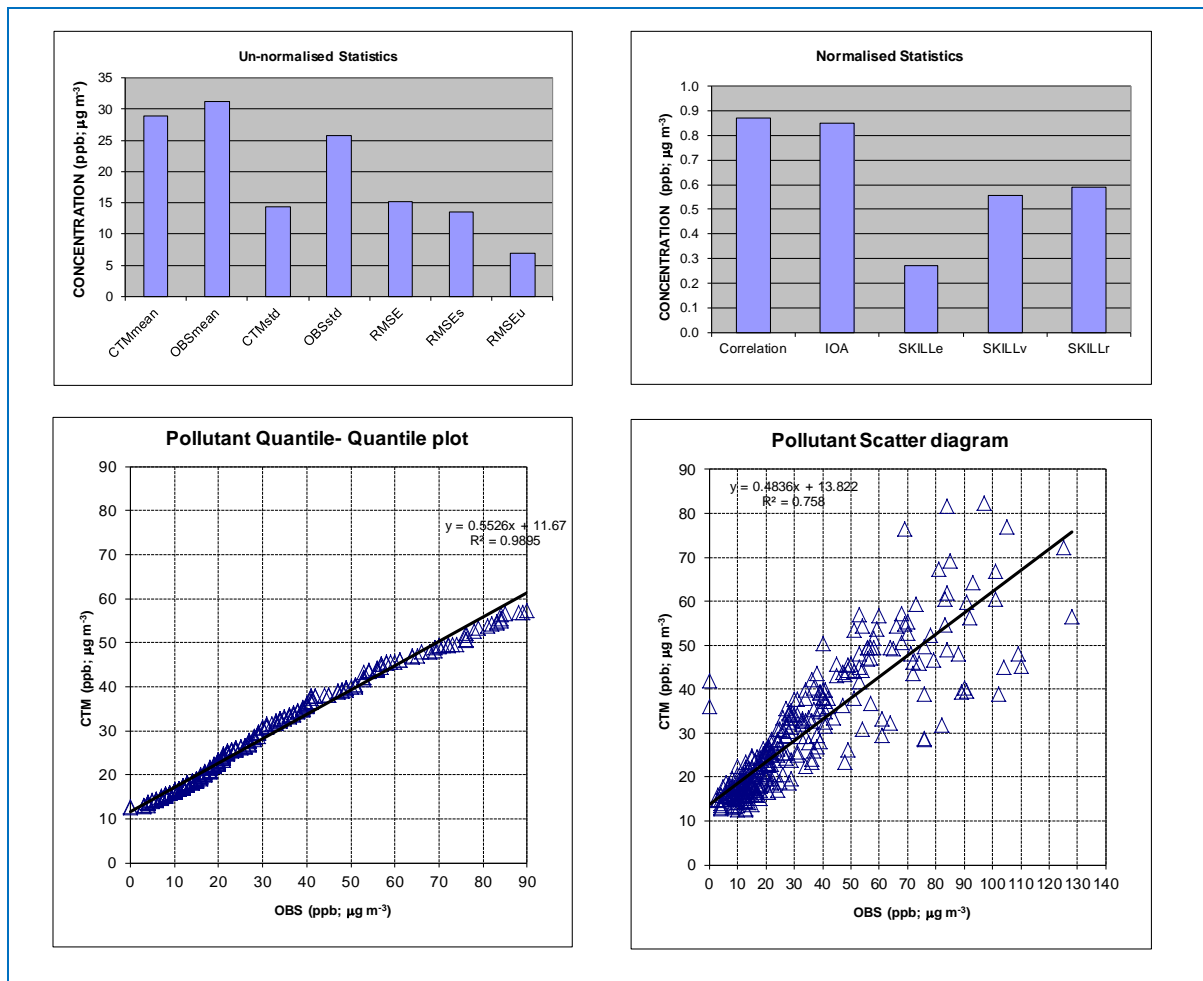 Un-normalised Statistics
CONCENTRATION (ppb; µg m⁻³)
35
30
25
20
15
10
5
0
CTMmean
OBSmean
CTMstd
OBSstd
RMSE
RMSEs
RMSEu
Normalised Statistics
CONCENTRATION (ppb; µg m⁻³)
1.0
0.9
0.8
0.7
0.6
0.5
0.4
0.3
0.2
0.1
0.0
Correlation IOA SKILLe SKILLv SKILLr
Pollutant Quantile- Quantile plot
y = 0.5526x + 11.67
R² = 0.9895
CTM (ppb; µg m⁻³)
90
80
70
60
50
40
30
20
10
0
0 10 20 30 40 50 60 70 80 90
OBS (ppb; µg m⁻³)
Pollutant Scatter diagram
y = 0.4836x + 13.822
R² = 0.758
CTM (ppb; µg m⁻³)
90
80
70
60
50
40
30
20
10
0
0 10 20 30 40 50 60 70 80 90 100 110 120 130 140
OBS (ppb; µg m⁻³)